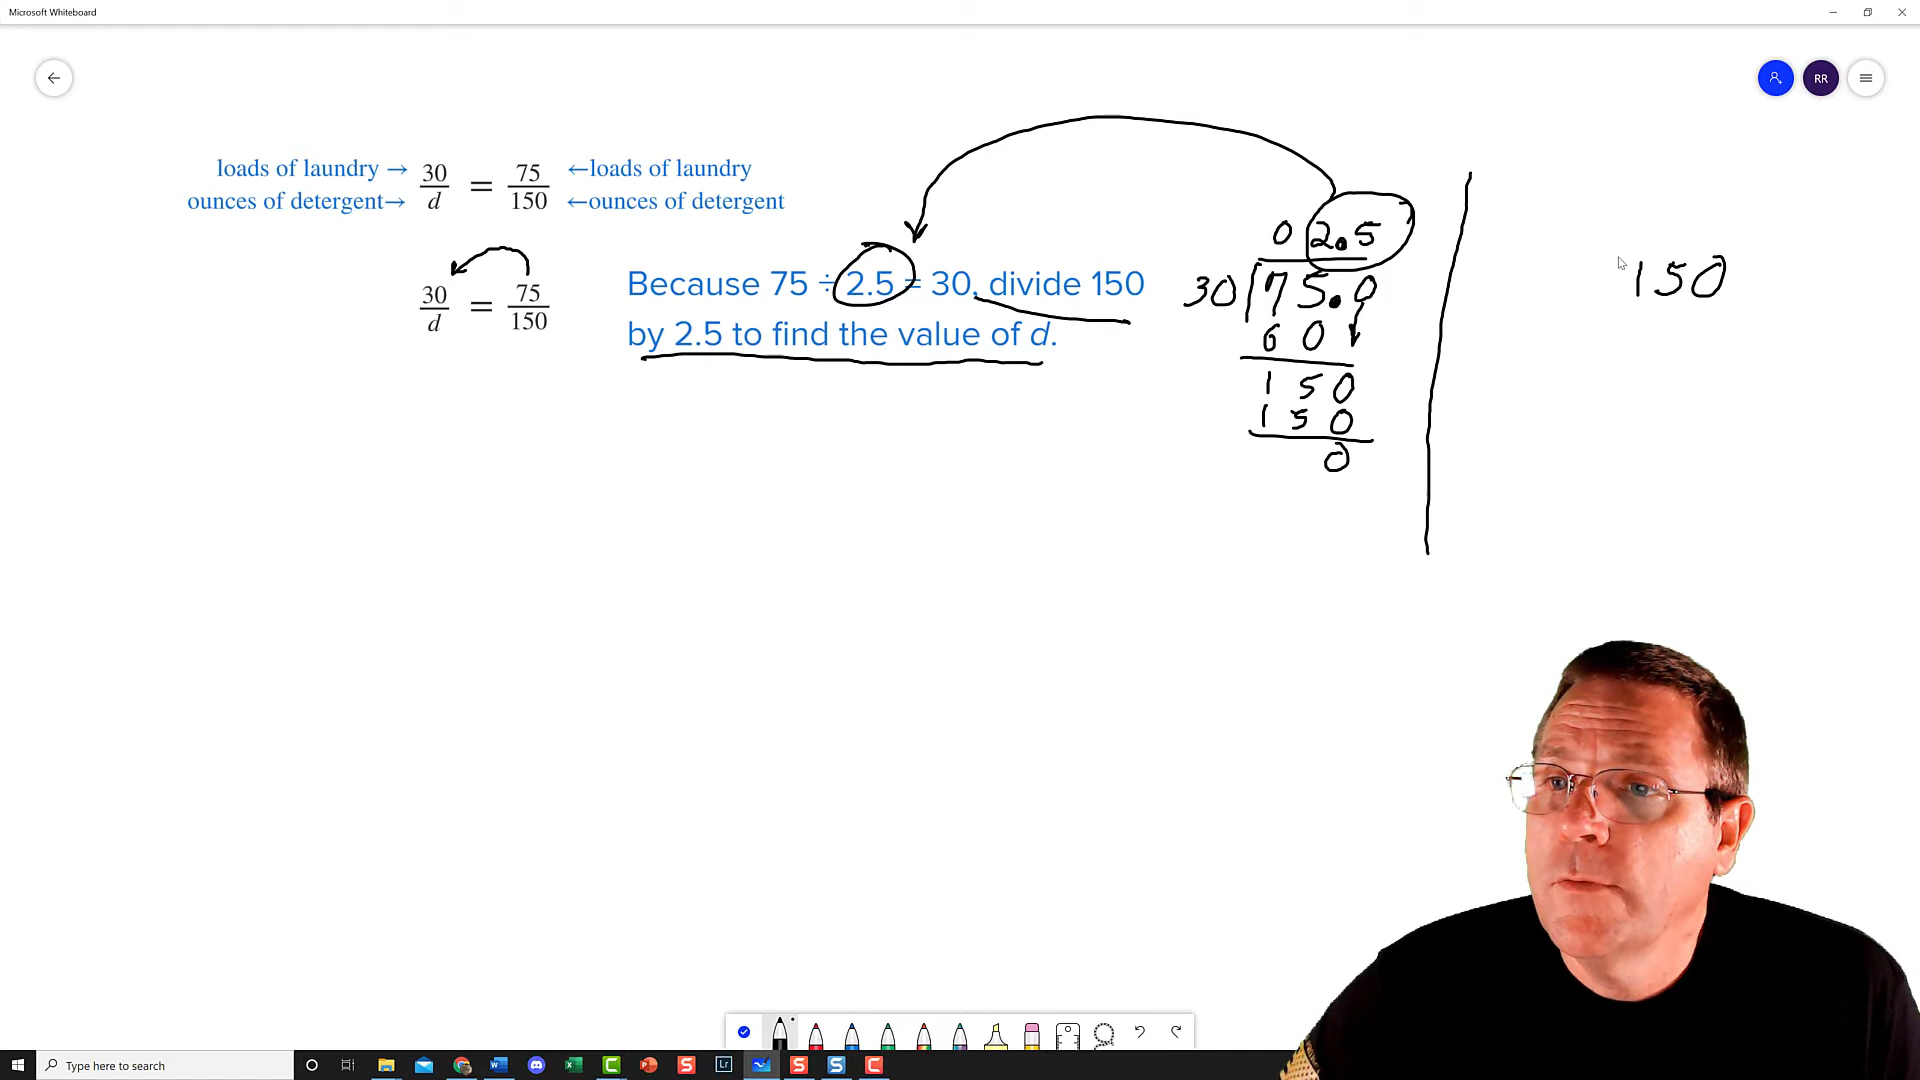 Microsoft Whiteboard
RR
loads of laundry → 30 = 75 ←loads of laundry
ounces of detergent→ d 150 ←ounces of detergent
30 = 75
d 150
Because 75 ÷ 2.5 = 30, divide 150
by 2.5 to find the value of d.
0 2.5
30 75.0
60
150
150
0
150
Type here to search